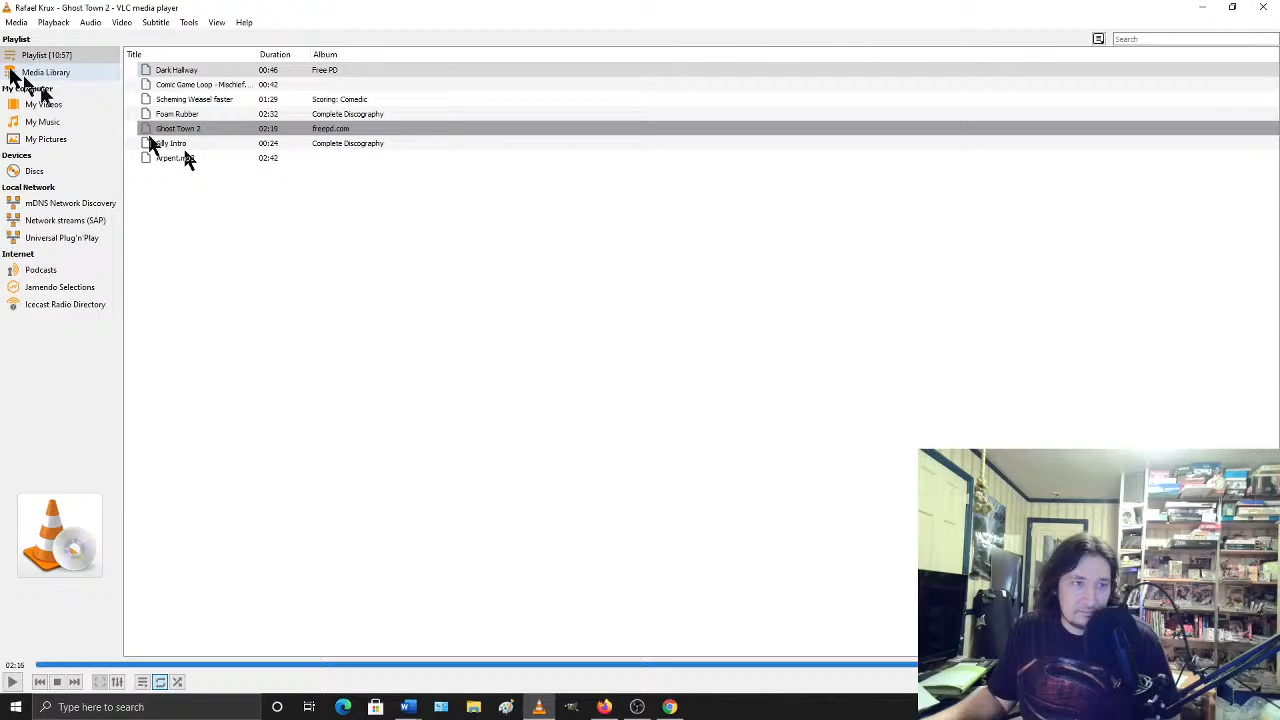 Rafael Krux - Ghost Town 2 - VLC media player
Media Playback Audio Video Subtitle Tools View Help
Playlist
Search
Playlist [10:57]
Media Library
My Computer
My Videos
My Music
My Pictures
Devices
Discs
Local Network
mDNS Network Discovery
Network streams (SAP)
Universal Plug'n'Play
Internet
Podcasts
Jamendo Selections
Icecast Radio Directory
Title Duration Album
Dark Hallway 00:46 Free PD
Comic Game Loop - Mischief... 00:42
Scheming Weasel faster 01:29 Scoring: Comedic
Foam Rubber 02:32 Complete Discography
Ghost Town 2 02:19 freepd.com
Silly Intro 00:24 Complete Discography
02:42
02:16
Type here to search